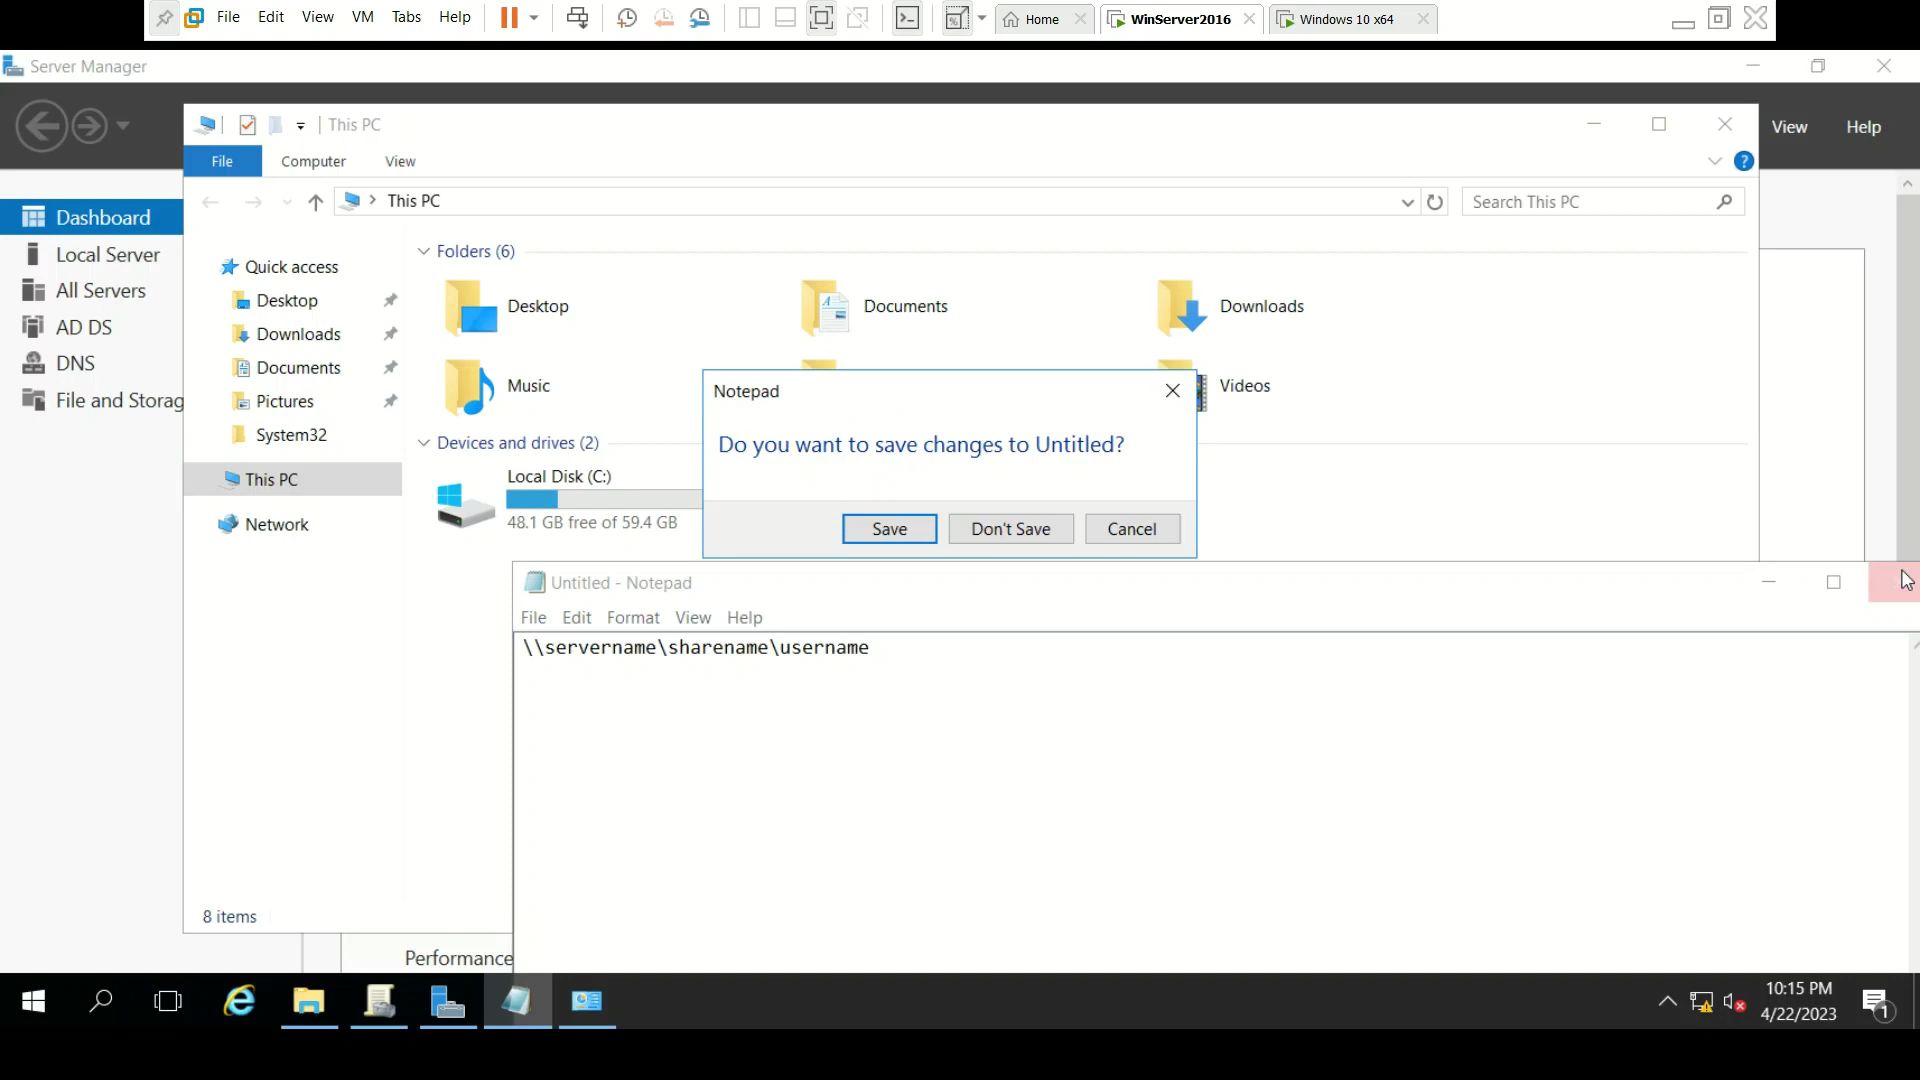 File Edit View VM Tabs Help Home WinServer2016 Windows 10 x64
Server Manager
This PC
View Help
File Computer View
This PC
Search This PC
Dashboard
Local Server
All Servers
AD DS
DNS
File and Storag
Quick access
Desktop
Downloads
Documents
Pictures
System32
This PC
Network
Folders (6)
Desktop
Documents
Downloads
Music
Videos
Devices and drives (2)
Local Disk (C:)
48.1 GB free of 59.4 GB
8 items
Performance
Notepad
Do you want to save changes to Untitled?
Save Don't Save Cancel
Untitled - Notepad
File Edit Format View Help
\\servername\sharename\username
10:15 PM
4/22/2023
1